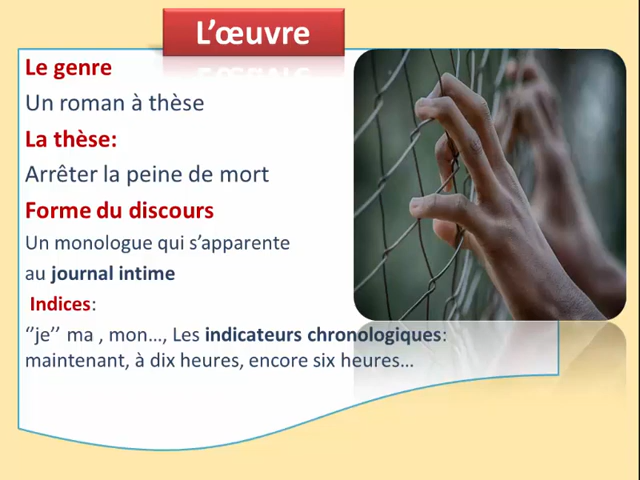 L’œuvre
Le genre
Un roman à thèse
La thèse:
Arrêter la peine de mort
Forme du discours
Un monologue qui s’apparente
au journal intime
Indices:
‘’je’’ ma , mon…, Les indicateurs chronologiques:
maintenant, à dix heures, encore six heures…